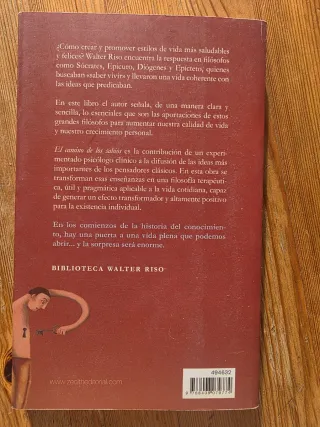 ¿Cómo crear y promover estilos de vida más saludables
y felices? Walter Riso encuentra la respuesta en filósofos
como Sócrates, Epicuro, Diógenes y Epicteto, quienes
buscaban «saber vivir» y llevaron una vida coherente con
las ideas que predicaban.
En este libro el autor señala, de una manera clara y
sencilla, lo esenciales que son las aportaciones de estos
grandes filósofos para aumentar nuestra calidad de vida
y nuestro crecimiento personal.
El camino de los sabios es la contribución de un experi-
mentado psicólogo clínico a la difusión de las ideas más
importantes de los pensadores clásicos. En esta obra se
transforman esas enseñanzas en una filosofía terapéuti-
ca, útil y pragmática aplicable a la vida cotidiana, capaz
de generar un efecto transformador y altamente positivo
para la existencia individual.
En los comienzos de la historia del conocimien-
to, hay una puerta a una vida plena que podemos
abrir... y la sorpresa será enorme.
BIBLIOTECA WALTER RISO
494632